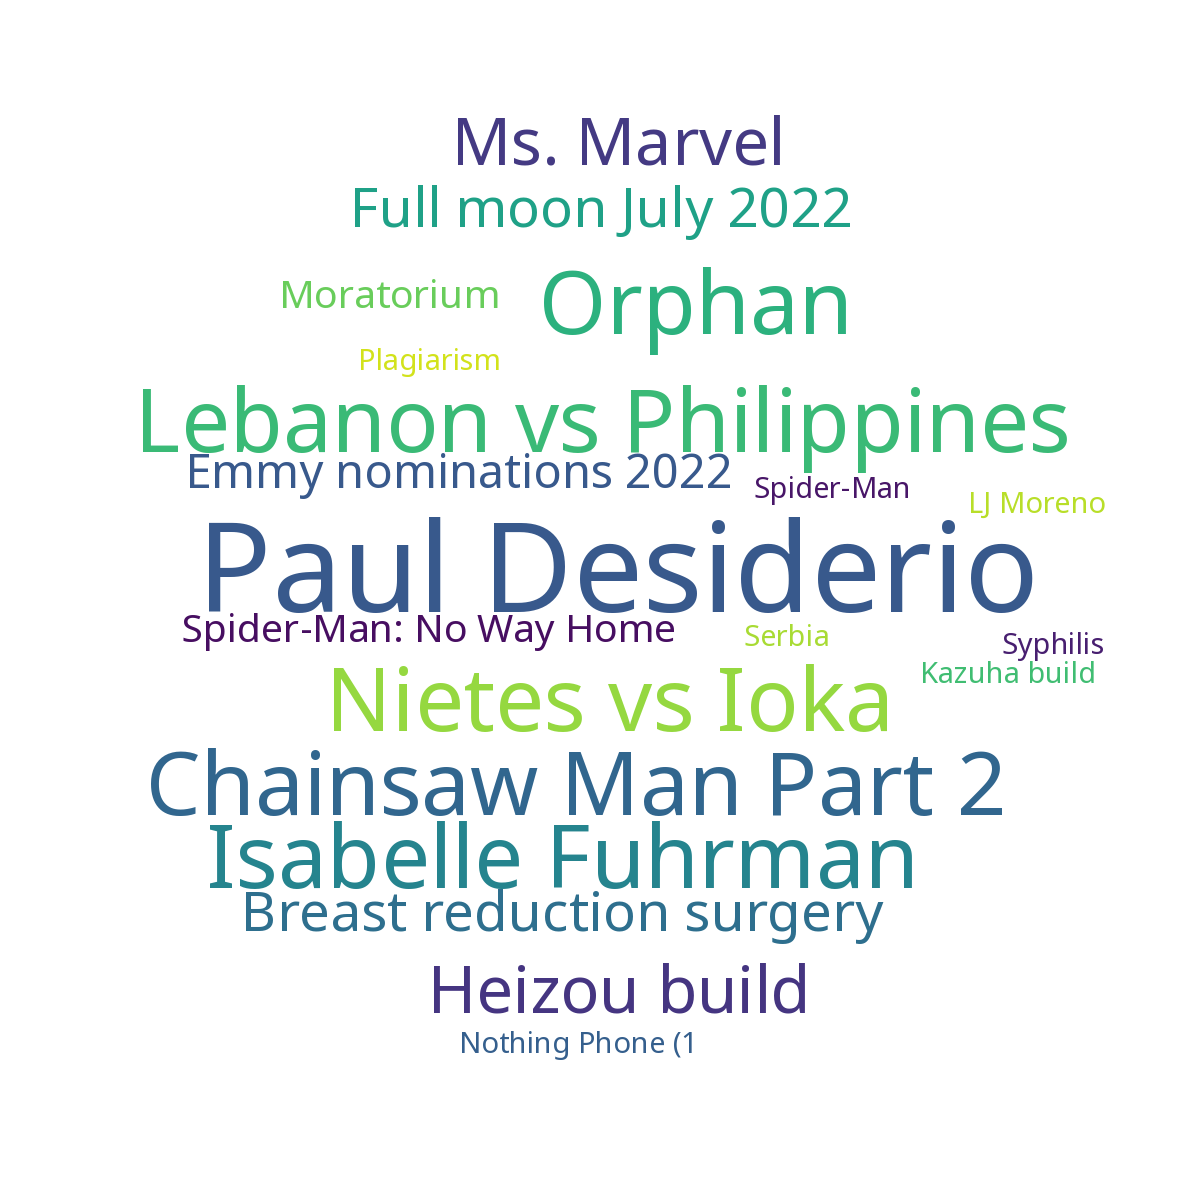 Ms. Marvel
Full moon July 2022
Moratorium
Orphan
Plagiarism
Lebanon vs Philippines
Emmy nominations 2022
Spider-Man
LJ Moreno
Paul Desiderio
Spider-Man: No Way Home
Serbia
Syphilis
Kazuha build
Nietes vs Ioka
Chainsaw Man Part 2
Isabelle Fuhrman
Breast reduction surgery
Heizou build
Nothing Phone (1